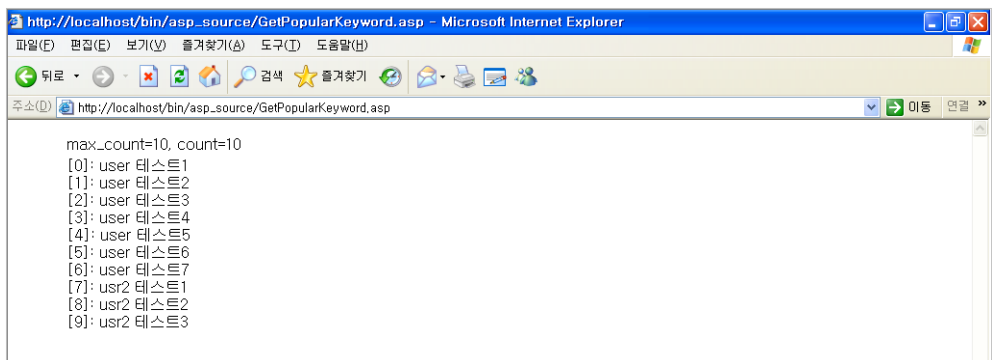 http://localhost/bin/asp_source/GetPopularKeyword.asp - Microsoft Internet Explorer
파일(F) 편집(E) 보기(V) 즐겨찾기(A) 도구(T) 도움말(H)
뒤로 검색 즐겨찾기
주소(D) http://localhost/bin/asp_source/GetPopularKeyword.asp 이동 연결 »
max_count=10, count=10
[0]: user 테스트1
[1]: user 테스트2
[2]: user 테스트3
[3]: user 테스트4
[4]: user 테스트5
[5]: user 테스트6
[6]: user 테스트7
[7]: usr2 테스트1
[8]: usr2 테스트2
[9]: usr2 테스트3